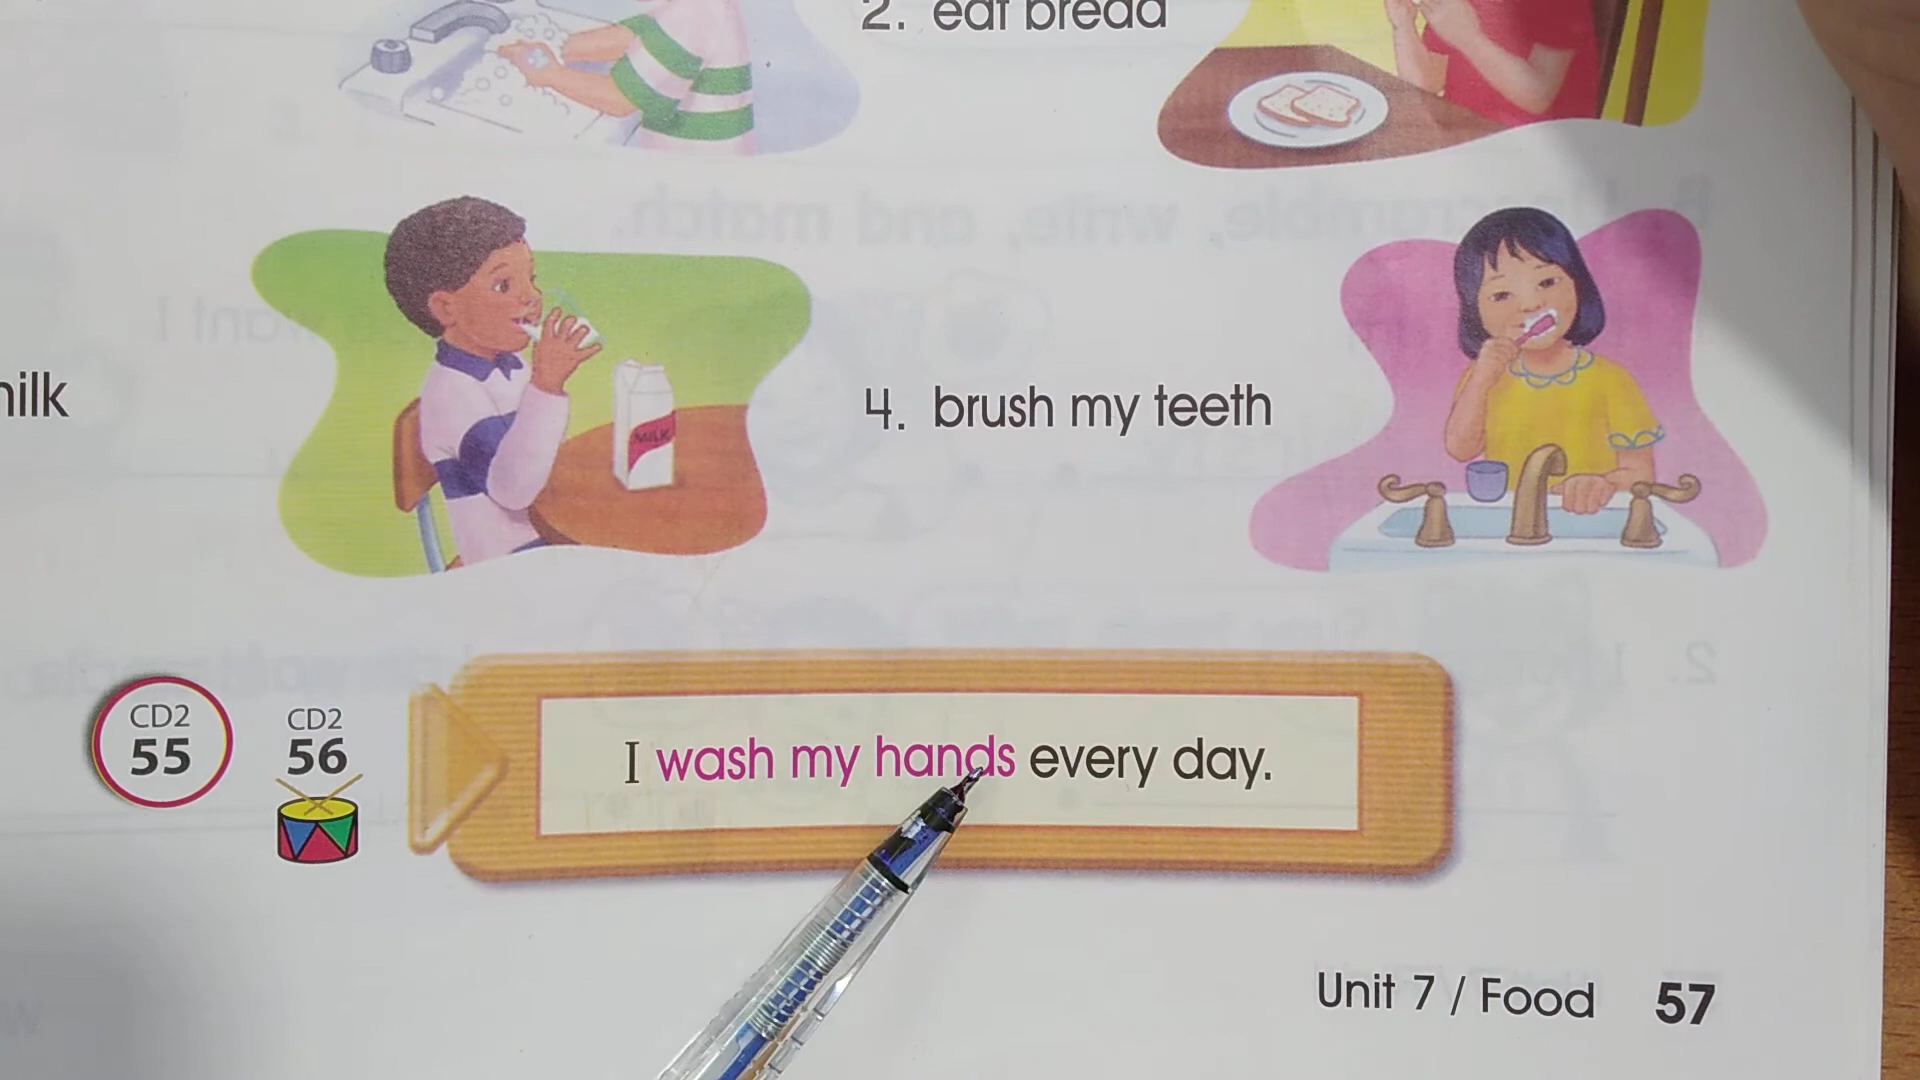 2. eat bread
4. brush my teeth
MILK
CD2
55
CD2
56
I wash my hands every day.
Unit 7 / Food 57